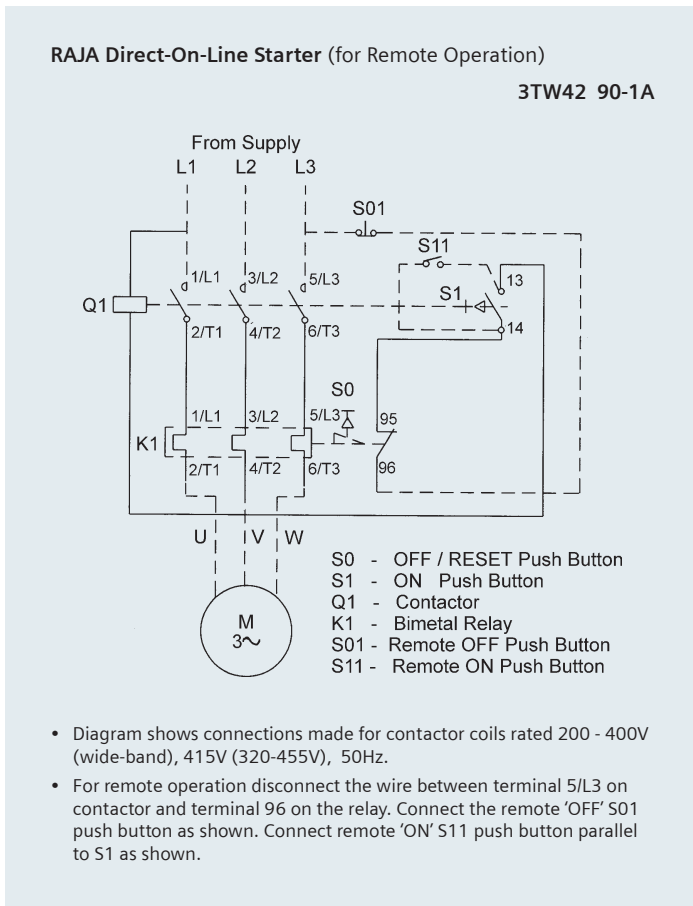 RAJA Direct-On-Line Starter (for Remote Operation)
3TW42 90-1A
From Supply
L1 L2 L3
S01
S11
1/L1 3/L2 5/L3 13
Q1 S1
2/T1 4/T2 6/T3 14
S0
1/L1 3/L2 5/L3 95
K1
2/T1 4/T2 6/T3 96
U V W
S0 - OFF / RESET Push Button
S1 - ON Push Button
Q1 - Contactor
K1 - Bimetal Relay
S01 - Remote OFF Push Button
S11 - Remote ON Push Button
M
3~
• Diagram shows connections made for contactor coils rated 200 - 400V
(wide-band), 415V (320-455V), 50Hz.
• For remote operation disconnect the wire between terminal 5/L3 on
contactor and terminal 96 on the relay. Connect the remote ‘OFF’ S01
push button as shown. Connect remote ‘ON’ S11 push button parallel
to S1 as shown.